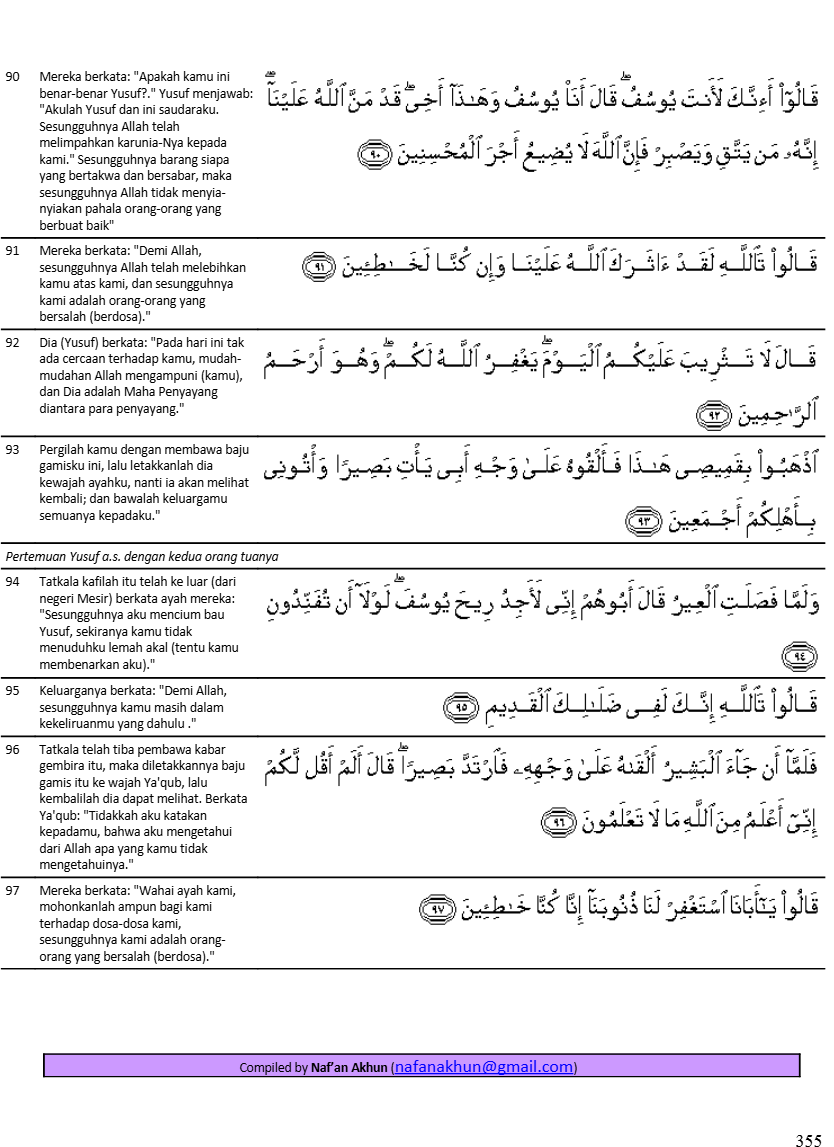 90 Mereka berkata: "Apakah kamu ini
benar-benar Yusuf?." Yusuf menjawab:
"Akulah Yusuf dan ini saudaraku.
Sesungguhnya Allah telah
melimpahkan karunia-Nya kepada
kami." Sesungguhnya barang siapa
yang bertakwa dan bersabar, maka
sesungguhnya Allah tidak menyia-
nyiakan pahala orang-orang yang
berbuat baik"
قَالُوٓا۟ أَءِنَّكَ لَأَنتَ يُوسُفُ ۖ قَالَ أَنَا۠ يُوسُفُ وَهَـٰذَآ أَخِى ۖ قَدْ مَنَّ ٱللَّهُ عَلَيْنَآ ۖ
إِنَّهُۥ مَن يَتَّقِ وَيَصْبِرْ فَإِنَّ ٱللَّهَ لَا يُضِيعُ أَجْرَ ٱلْمُحْسِنِينَ ٩٠
91 Mereka berkata: "Demi Allah,
sesungguhnya Allah telah melebihkan
kamu atas kami, dan sesungguhnya
kami adalah orang-orang yang
bersalah (berdosa)."
قَالُوا۟ تَٱللَّهِ لَقَدْ ءَاثَرَكَ ٱللَّهُ عَلَيْنَا وَإِن كُنَّا لَخَـٰطِـِٔينَ ٩١
92 Dia (Yusuf) berkata: "Pada hari ini tak
ada cercaan terhadap kamu, mudah-
mudahan Allah mengampuni (kamu),
dan Dia adalah Maha Penyayang
diantara para penyayang."
قَالَ لَا تَثْرِيبَ عَلَيْكُمُ ٱلْيَوْمَ ۖ يَغْفِرُ ٱللَّهُ لَكُمْ ۖ وَهُوَ أَرْحَمُ
ٱلرَّٰحِمِينَ ٩٢
93 Pergilah kamu dengan membawa baju
gamisku ini, lalu letakkanlah dia
kewajah ayahku, nanti ia akan melihat
kembali; dan bawalah keluargamu
semuanya kepadaku."
ٱذْهَبُوا۟ بِقَمِيصِى هَـٰذَا فَأَلْقُوهُ عَلَىٰ وَجْهِ أَبِى يَأْتِ بَصِيرًا وَأْتُونِى
بِأَهْلِكُمْ أَجْمَعِينَ ٩٣
Pertemuan Yusuf a.s. dengan kedua orang tuanya
94 Tatkala kafilah itu telah ke luar (dari
negeri Mesir) berkata ayah mereka:
"Sesungguhnya aku mencium bau
Yusuf, sekiranya kamu tidak
menuduhku lemah akal (tentu kamu
membenarkan aku)."
وَلَمَّا فَصَلَتِ ٱلْعِيرُ قَالَ أَبُوهُمْ إِنِّى لَأَجِدُ رِيحَ يُوسُفَ ۖ لَوْلَآ أَن تُفَنِّدُونِ
٩٤
95 Keluarganya berkata: "Demi Allah,
sesungguhnya kamu masih dalam
kekeliruanmu yang dahulu ."
قَالُوا۟ تَٱللَّهِ إِنَّكَ لَفِى ضَلَـٰلِكَ ٱلْقَدِيمِ ٩٥
96 Tatkala telah tiba pembawa kabar
gembira itu, maka diletakkannya baju
gamis itu ke wajah Ya'qub, lalu
kembalilah dia dapat melihat. Berkata
Ya'qub: "Tidakkah aku katakan
kepadamu, bahwa aku mengetahui
dari Allah apa yang kamu tidak
mengetahuinya."
فَلَمَّآ أَن جَآءَ ٱلْبَشِيرُ أَلْقَىٰهُ عَلَىٰ وَجْهِهِۦ فَٱرْتَدَّ بَصِيرًا ۖ قَالَ أَلَمْ أَقُل لَّكُمْ
إِنِّىٓ أَعْلَمُ مِنَ ٱللَّهِ مَا لَا تَعْلَمُونَ ٩٦
97 Mereka berkata: "Wahai ayah kami,
mohonkanlah ampun bagi kami
terhadap dosa-dosa kami,
sesungguhnya kami adalah orang-
orang yang bersalah (berdosa)."
قَالُوا۟ يَـٰٓأَبَانَا ٱسْتَغْفِرْ لَنَا ذُنُوبَنَآ إِنَّا كُنَّا خَـٰطِـِٔينَ ٩٧
Compiled by Naf’an Akhun (nafanakhun@gmail.com)
355